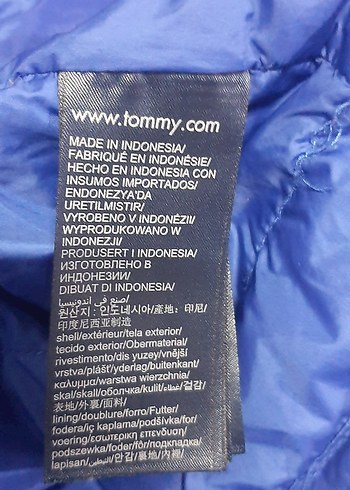 www.tommy.com
MADE IN INDONESIA/
FABRIQUÉ EN INDONÉSIE/
HECHO EN INDONESIA CON
INSUMOS IMPORTADOS/
ENDONEZYA'DA
URETILMISTIR/
VYROBENO V INDONÉZII/
WYPRODUKOWANO W
INDONEZJI/
PRODUSERT I INDONESIA/
ИЗГОТОВЛЕНО В
ИНДОНЕЗИИ/
DIBUAT DI INDONESIA/
صنع في اندونيسيا/
원산지: 인도네시아/產地: 印尼/
印度尼西亚制造
shell/extérieur/tela exterior/
tecido exterior/Obermaterial/
rivestimento/dis yuzey/vnější
vrstva/plášť/yderlag/buitenkant/
καλυμμα/warstwa wierzchnia/
skal/skall/оболчка/kulit/غطاء/겉감/
表地/外裏/面料/
lining/doublure/forro/Futter/
fodera/iç kaplama/podšívka/
voering/εσωτερικη επενδυση/
podszewka/foder/fôr/подкладка/
lapisan/التبطين/안감/裏地/內裡/